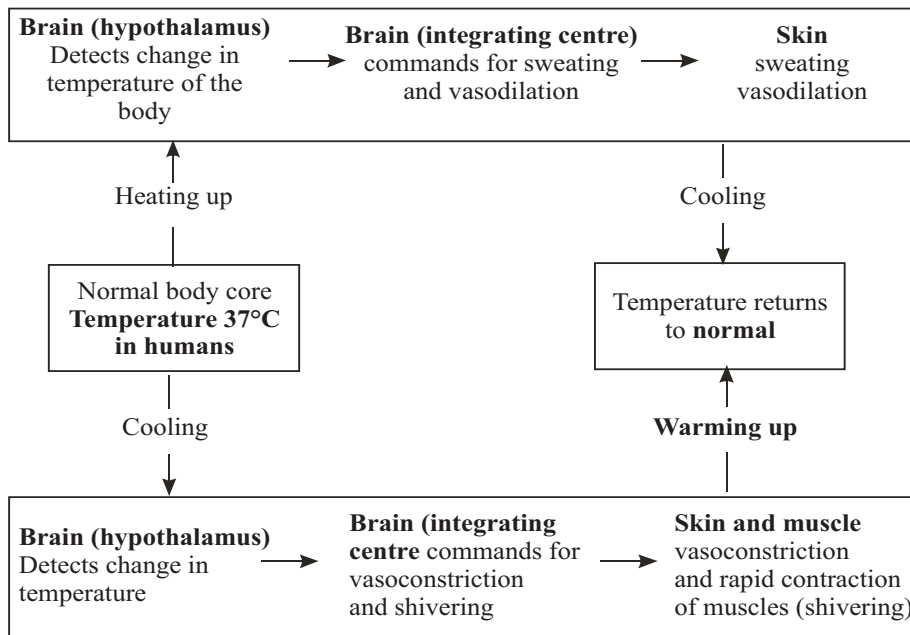 Brain (hypothalamus)
Detects change in
temperature of the
body
Brain (integrating centre)
commands for sweating
and vasodilation
Skin
sweating
vasodilation
Heating up
Cooling
Normal body core
Temperature 37°C
in humans
Temperature returns
to normal
Cooling
Warming up
Brain (hypothalamus)
Detects change in
temperature
Brain (integrating
centre commands for
vasoconstriction
and shivering
Skin and muscle
vasoconstriction
and rapid contraction
of muscles (shivering)